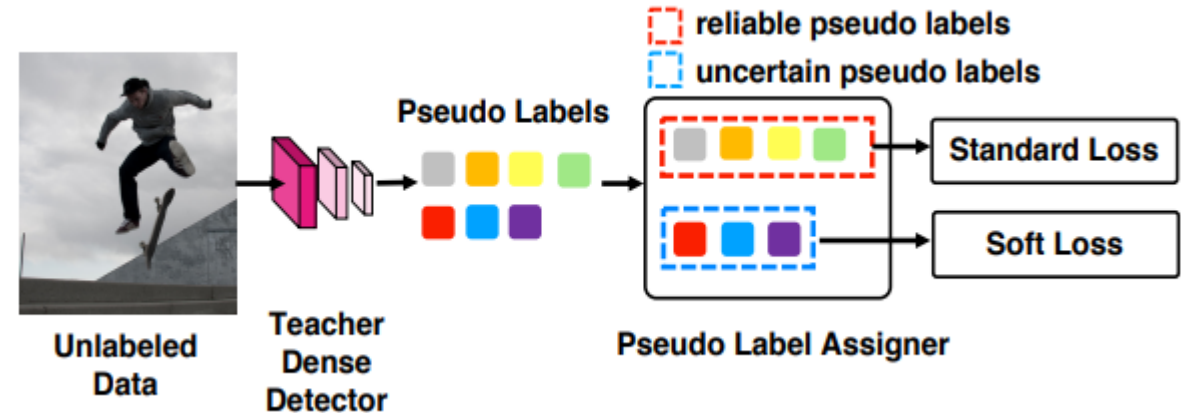 reliable pseudo labels
uncertain pseudo labels
Pseudo Labels
Standard Loss
Soft Loss
Unlabeled
Data
Teacher
Dense
Detector
Pseudo Label Assigner